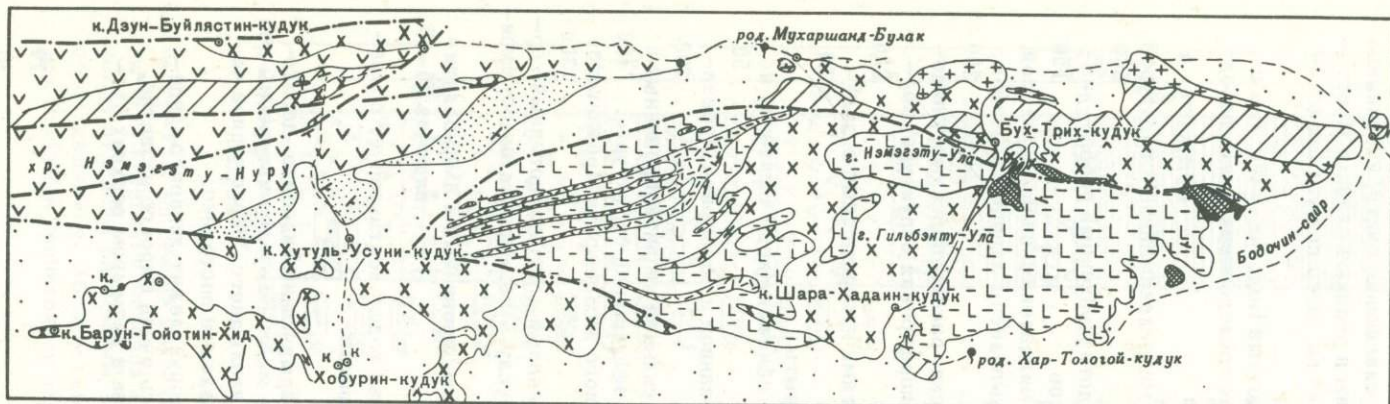 к. Дзун-Буйлястин-кудук
род. Мухаршанд-Булак
Бух-Трих-кудук
г. Нэмэгэту-Ула
хр. Нэмэгэту-Нуру
г. Гильбэнту-Ула
Бодочин-сайр
к. Хутуль-Усуни-кудук
к.
к. Шара-Хадаин-кудук
к. Барун-Гойотин-Хид
род. Хар-Тологой-кудук
к к
Хобурин-кудук